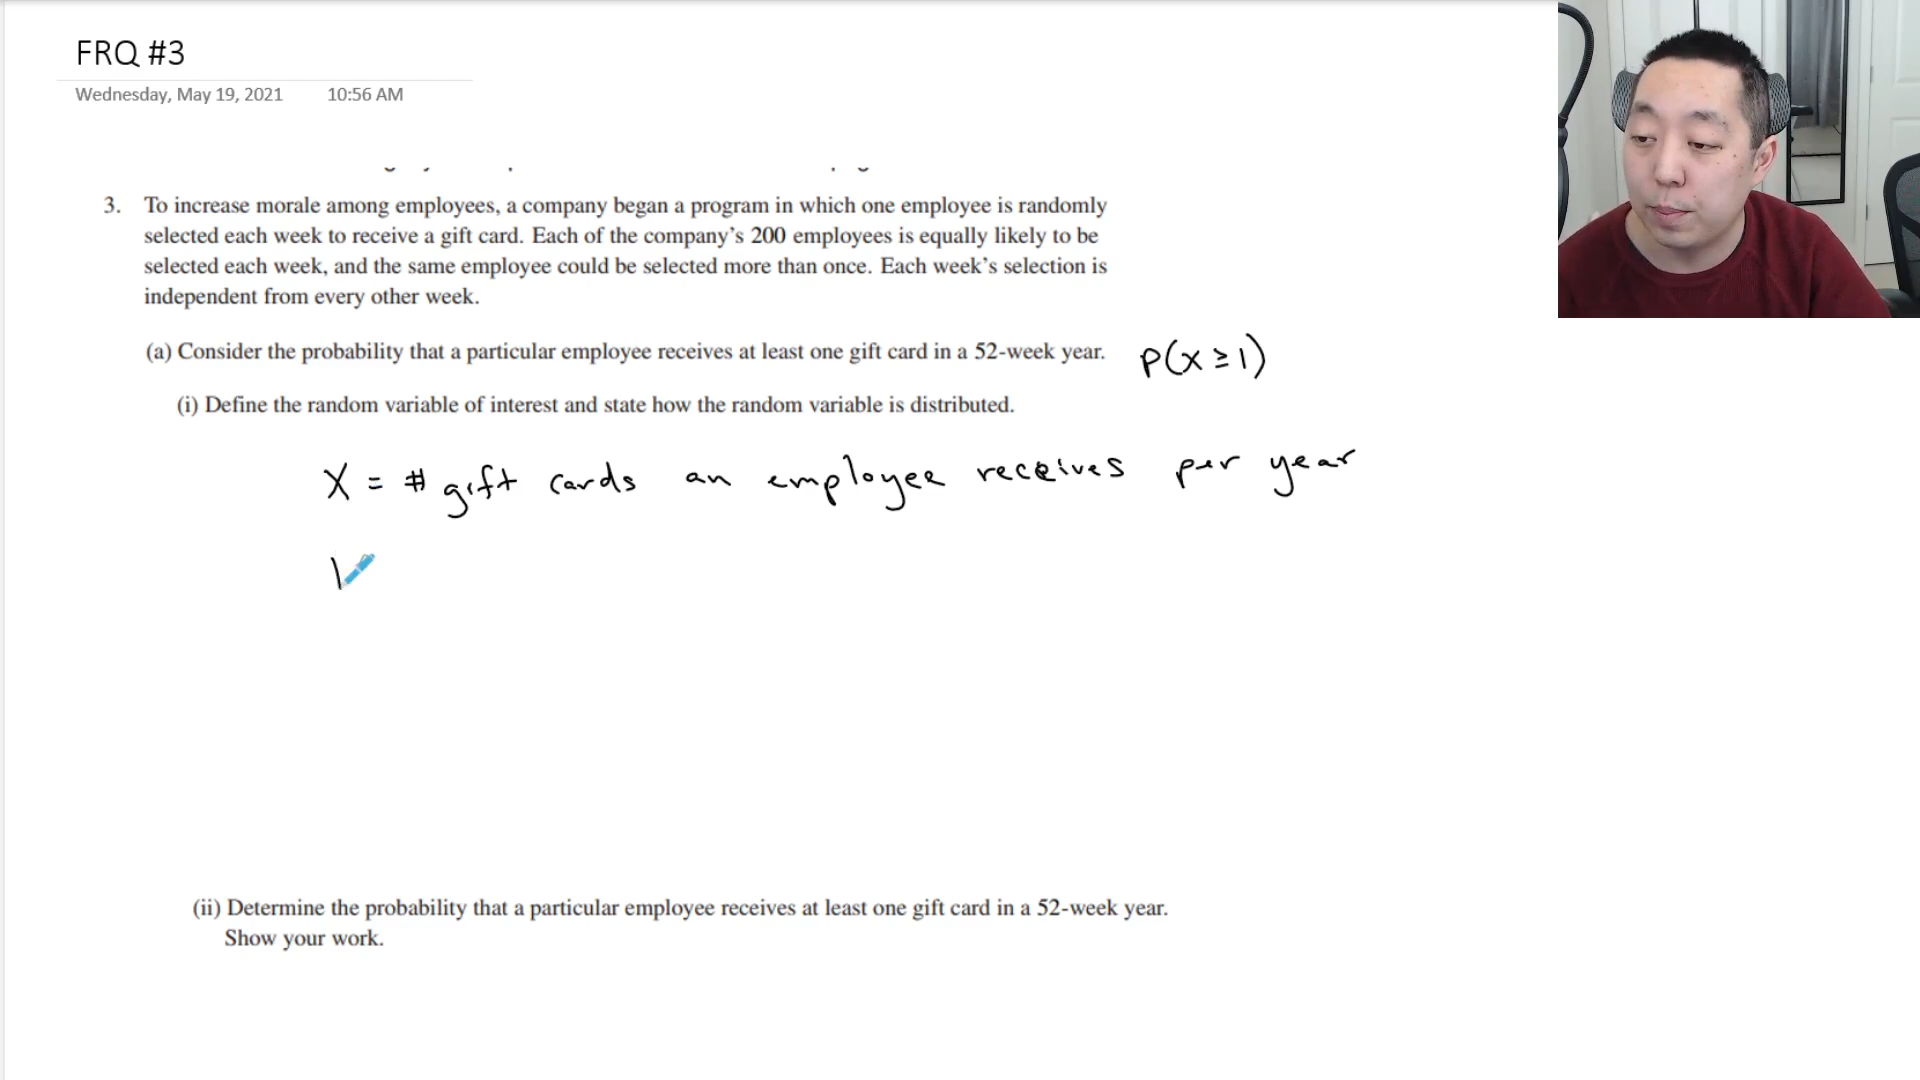 FRQ #3
Wednesday, May 19, 2021 10:56 AM
3. To increase morale among employees, a company began a program in which one employee is randomly
selected each week to receive a gift card. Each of the company's 200 employees is equally likely to be
selected each week, and the same employee could be selected more than once. Each week's selection is
independent from every other week.
(a) Consider the probability that a particular employee receives at least one gift card in a 52-week year. P(X ≥ 1)
(i) Define the random variable of interest and state how the random variable is distributed.
X = # gift cards an employee receives per year
(ii) Determine the probability that a particular employee receives at least one gift card in a 52-week year.
Show your work.